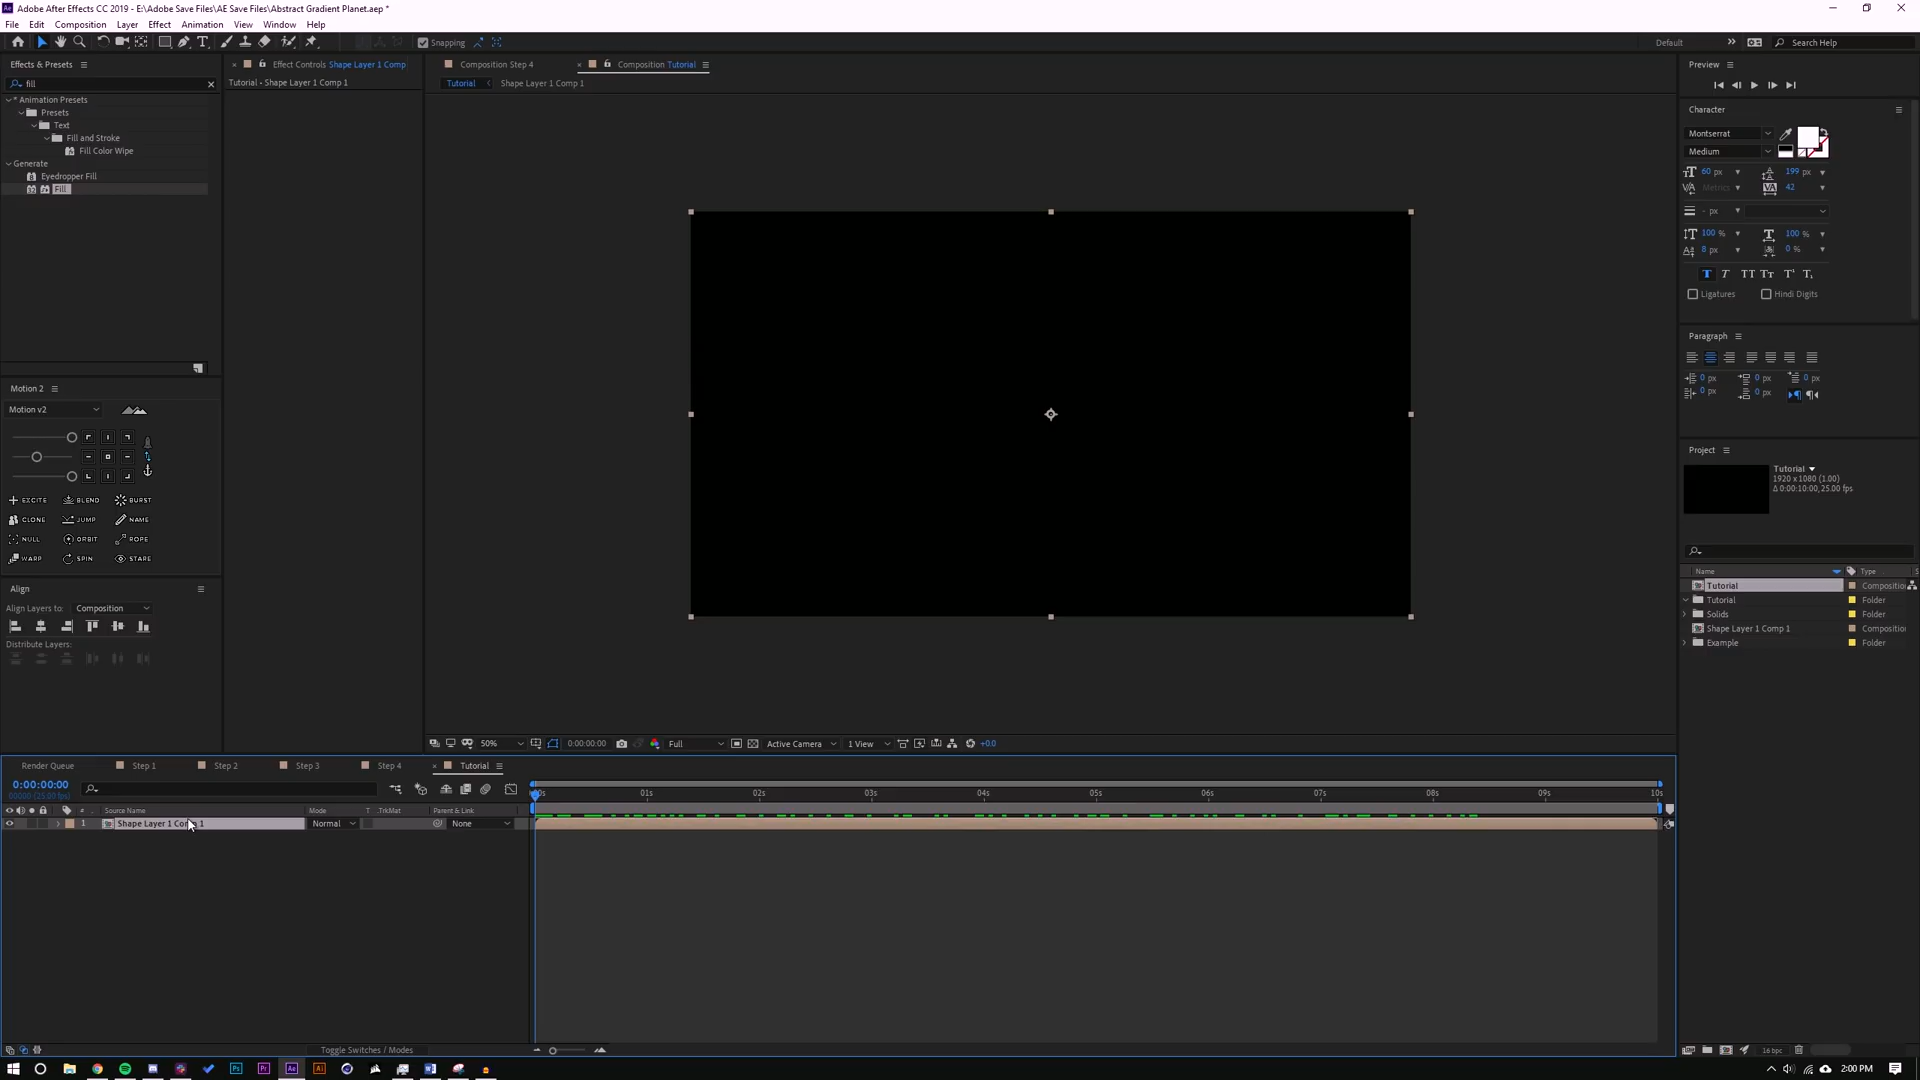 Adobe After Effects CC 2019 - E:\Adobe Save Files\AE Save Files\Abstract Gradient Planet.aep *
File Edit Composition Layer Effect Animation View Window Help
Snapping
Default
Search Help
Effects & Presets
fill
* Animation Presets
Presets
Text
Fill and Stroke
Fill Color Wipe
Generate
Eyedropper Fill
Fill
Effect Controls Shape Layer 1 Comp
Tutorial - Shape Layer 1 Comp 1
Composition Step 4
Composition Tutorial
Tutorial
Shape Layer 1 Comp 1
Preview
Character
Montserrat
Medium
60 px
199 px
Metrics
42
- px
100 %
100 %
8 px
0 %
Ligatures
Hindi Digits
Paragraph
0 px
0 px
0 px
0 px
0 px
Project
Tutorial
1920 x 1080 (1.00)
Δ 0:00:10:00, 25.00 fps
Name
Type
Tutorial
Compositio
Tutorial
Folder
Solids
Folder
Shape Layer 1 Comp 1
Compositio
Example
Folder
16 bpc
Motion 2
Motion v2
EXCITE BLEND BURST
CLONE JUMP NAME
NULL ORBIT ROPE
WARP SPIN STARE
Align
Align Layers to: Composition
Distribute Layers:
50%
0:00:00:00
Full
Active Camera
1 View
+0.0
Render Queue
Step 1
Step 2
Step 3
Step 4
Tutorial
0:00:00:00
00000 (25.00 fps)
01s 02s 03s 04s 05s 06s 07s 08s 09s 10s
# Source Name Mode T .TrkMat Parent & Link
1 Shape Layer 1 Comp 1 Normal None
Toggle Switches / Modes
2:00 PM